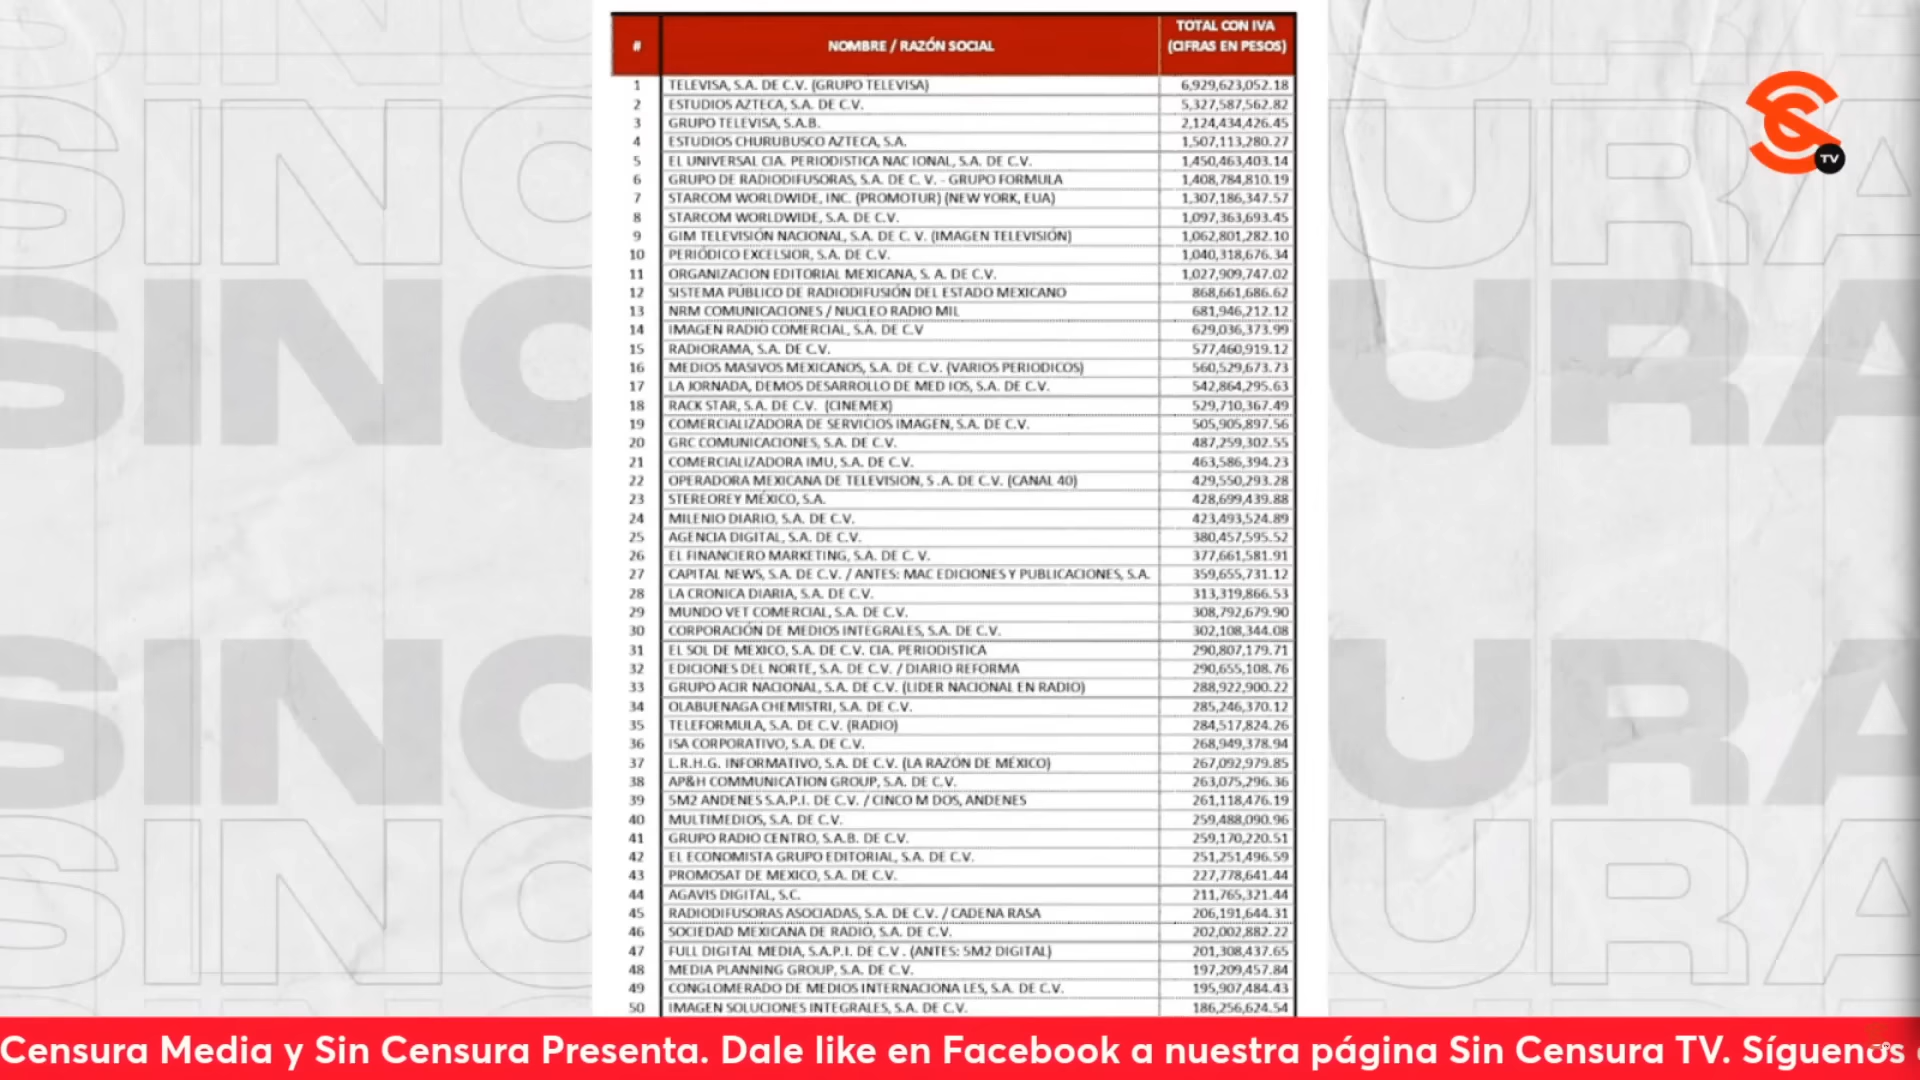 # NOMBRE / RAZÓN SOCIAL TOTAL CON IVA (CIFRAS EN PESOS)
1 TELEVISA, S.A. DE C.V. (GRUPO TELEVISA) 6,929,623,052.18
2 ESTUDIOS AZTECA, S.A. DE C.V. 5,327,587,562.82
3 GRUPO TELEVISA, S.A.B. 2,124,434,426.45
4 ESTUDIOS CHURUBUSCO AZTECA, S.A. 1,507,113,280.27
5 EL UNIVERSAL CIA. PERIODISTICA NAC IONAL, S.A. DE C.V. 1,450,463,403.14
6 GRUPO DE RADIODIFUSORAS, S.A. DE C. V. - GRUPO FORMULA 1,408,784,810.19
7 STARCOM WORLDWIDE, INC. (PROMOTUR) (NEW YORK, EUA) 1,307,186,347.57
8 STARCOM WORLDWIDE, S.A. DE C.V. 1,097,363,693.45
9 GIM TELEVISIÓN NACIONAL, S.A. DE C. V. (IMAGEN TELEVISIÓN) 1,062,801,282.10
10 PERIÓDICO EXCELSIOR, S.A. DE C.V. 1,040,318,676.34
11 ORGANIZACION EDITORIAL MEXICANA, S. A. DE C.V. 1,027,909,747.02
12 SISTEMA PÚBLICO DE RADIODIFUSIÓN DEL ESTADO MEXICANO 868,661,686.62
13 NRM COMUNICACIONES / NUCLEO RADIO MIL 681,946,212.12
14 IMAGEN RADIO COMERCIAL, S.A. DE C.V 629,036,373.99
15 RADIORAMA, S.A. DE C.V. 577,460,919.12
16 MEDIOS MASIVOS MEXICANOS, S.A. DE C.V. (VARIOS PERIODICOS) 560,529,673.73
17 LA JORNADA, DEMOS DESARROLLO DE MED IOS, S.A. DE C.V. 542,864,295.63
18 RACK STAR, S.A. DE C.V. (CINEMEX) 529,710,367.49
19 COMERCIALIZADORA DE SERVICIOS IMAGEN, S.A. DE C.V. 505,905,897.56
20 GRC COMUNICACIONES, S.A. DE C.V. 487,259,302.55
21 COMERCIALIZADORA IMU, S.A. DE C.V. 463,586,394.23
22 OPERADORA MEXICANA DE TELEVISION, S .A. DE C.V. (CANAL 40) 429,550,293.28
23 STEREOREY MÉXICO, S.A. 428,699,439.88
24 MILENIO DIARIO, S.A. DE C.V. 423,493,524.89
25 AGENCIA DIGITAL, S.A. DE C.V. 380,457,595.52
26 EL FINANCIERO MARKETING, S.A. DE C. V. 377,661,581.91
27 CAPITAL NEWS, S.A. DE C.V. / ANTES: MAC EDICIONES Y PUBLICACIONES, S.A. 359,655,731.12
28 LA CRONICA DIARIA, S.A. DE C.V. 313,319,866.53
29 MUNDO VET COMERCIAL, S.A. DE C.V. 308,792,679.90
30 CORPORACIÓN DE MEDIOS INTEGRALES, S.A. DE C.V. 302,108,344.08
31 EL SOL DE MEXICO, S.A. DE C.V. CIA. PERIODISTICA 290,807,179.71
32 EDICIONES DEL NORTE, S.A. DE C.V. / DIARIO REFORMA 290,655,108.76
33 GRUPO ACIR NACIONAL, S.A. DE C.V. (LIDER NACIONAL EN RADIO) 288,922,900.22
34 OLABUENAGA CHEMISTRI, S.A. DE C.V. 285,246,370.12
35 TELEFORMULA, S.A. DE C.V. (RADIO) 284,517,824.26
36 ISA CORPORATIVO, S.A. DE C.V. 268,949,378.94
37 L.R.H.G. INFORMATIVO, S.A. DE C.V. (LA RAZÓN DE MÉXICO) 267,092,979.85
38 AP&H COMMUNICATION GROUP, S.A. DE C.V. 263,075,296.36
39 5M2 ANDENES S.A.P.I. DE C.V. / CINCO M DOS, ANDENES 261,118,476.19
40 MULTIMEDIOS, S.A. DE C.V. 259,488,090.96
41 GRUPO RADIO CENTRO, S.A.B. DE C.V. 259,170,220.51
42 EL ECONOMISTA GRUPO EDITORIAL, S.A. DE C.V. 251,251,496.59
43 PROMOSAT DE MEXICO, S.A. DE C.V. 227,778,641.44
44 AGAVIS DIGITAL, S.C. 211,765,321.44
45 RADIODIFUSORAS ASOCIADAS, S.A. DE C.V. / CADENA RASA 206,191,644.31
46 SOCIEDAD MEXICANA DE RADIO, S.A. DE C.V. 202,002,882.22
47 FULL DIGITAL MEDIA, S.A.P.I. DE C.V . (ANTES: 5M2 DIGITAL) 201,308,437.65
48 MEDIA PLANNING GROUP, S.A. DE C.V. 197,209,457.84
49 CONGLOMERADO DE MEDIOS INTERNACIONA LES, S.A. DE C.V. 195,907,484.43
50 IMAGEN SOLUCIONES INTEGRALES, S.A. DE C.V. 186,256,624.54
TV
SINC URA
SINC URA
SINC URA
SINC URA
SINC URA
Censura Media y Sin Censura Presenta. Dale like en Facebook a nuestra página Sin Censura TV. Síguenos